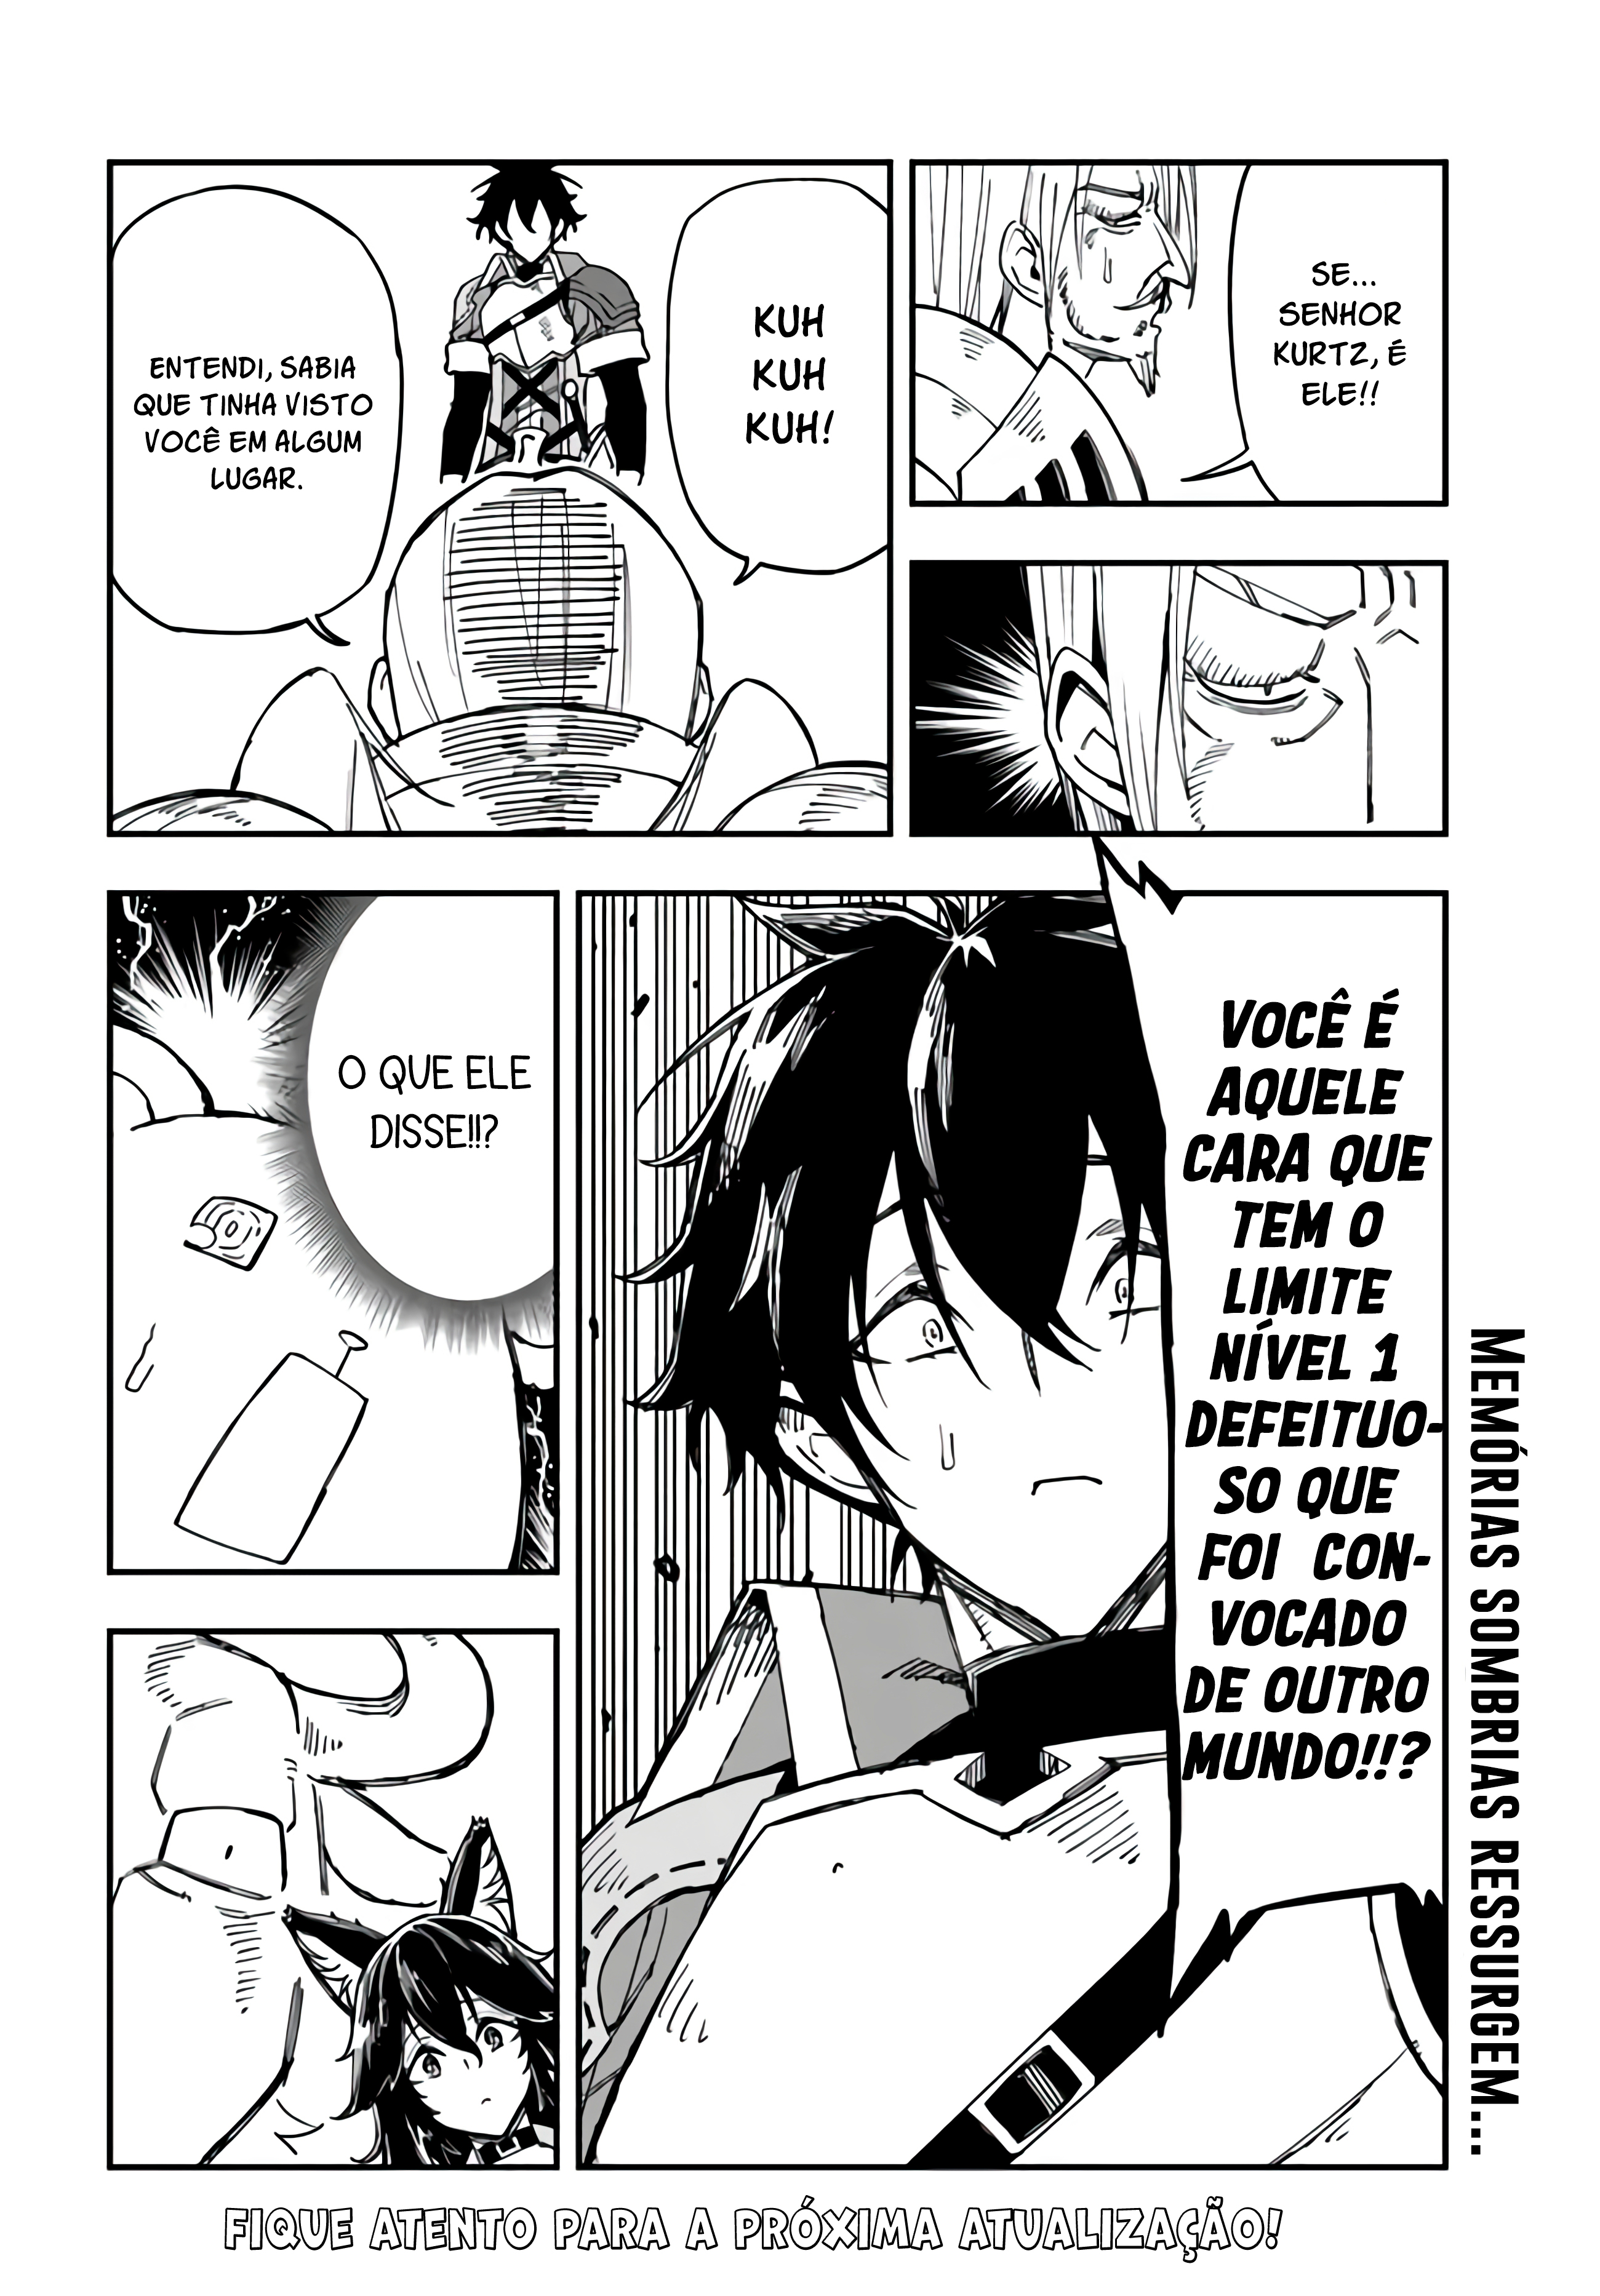 SE...
SENHOR
KURTZ, É
ELE!!
KUH
KUH
KUH!
ENTENDI, SABIA
QUE TINHA VISTO
VOCÊ EM ALGUM
LUGAR.
VOCÊ É
AQUELE
CARA QUE
TEM O
LIMITE
NÍVEL 1
DEFEITUO-
SO QUE
FOI CON-
VOCADO
DE OUTRO
MUNDO!!!?
O QUE ELE
DISSE!!!?
MEMÓRIAS SOMBRIAS RESSURGEM...
FIQUE ATENTO PARA A PRÓXIMA ATUALIZAÇÃO!